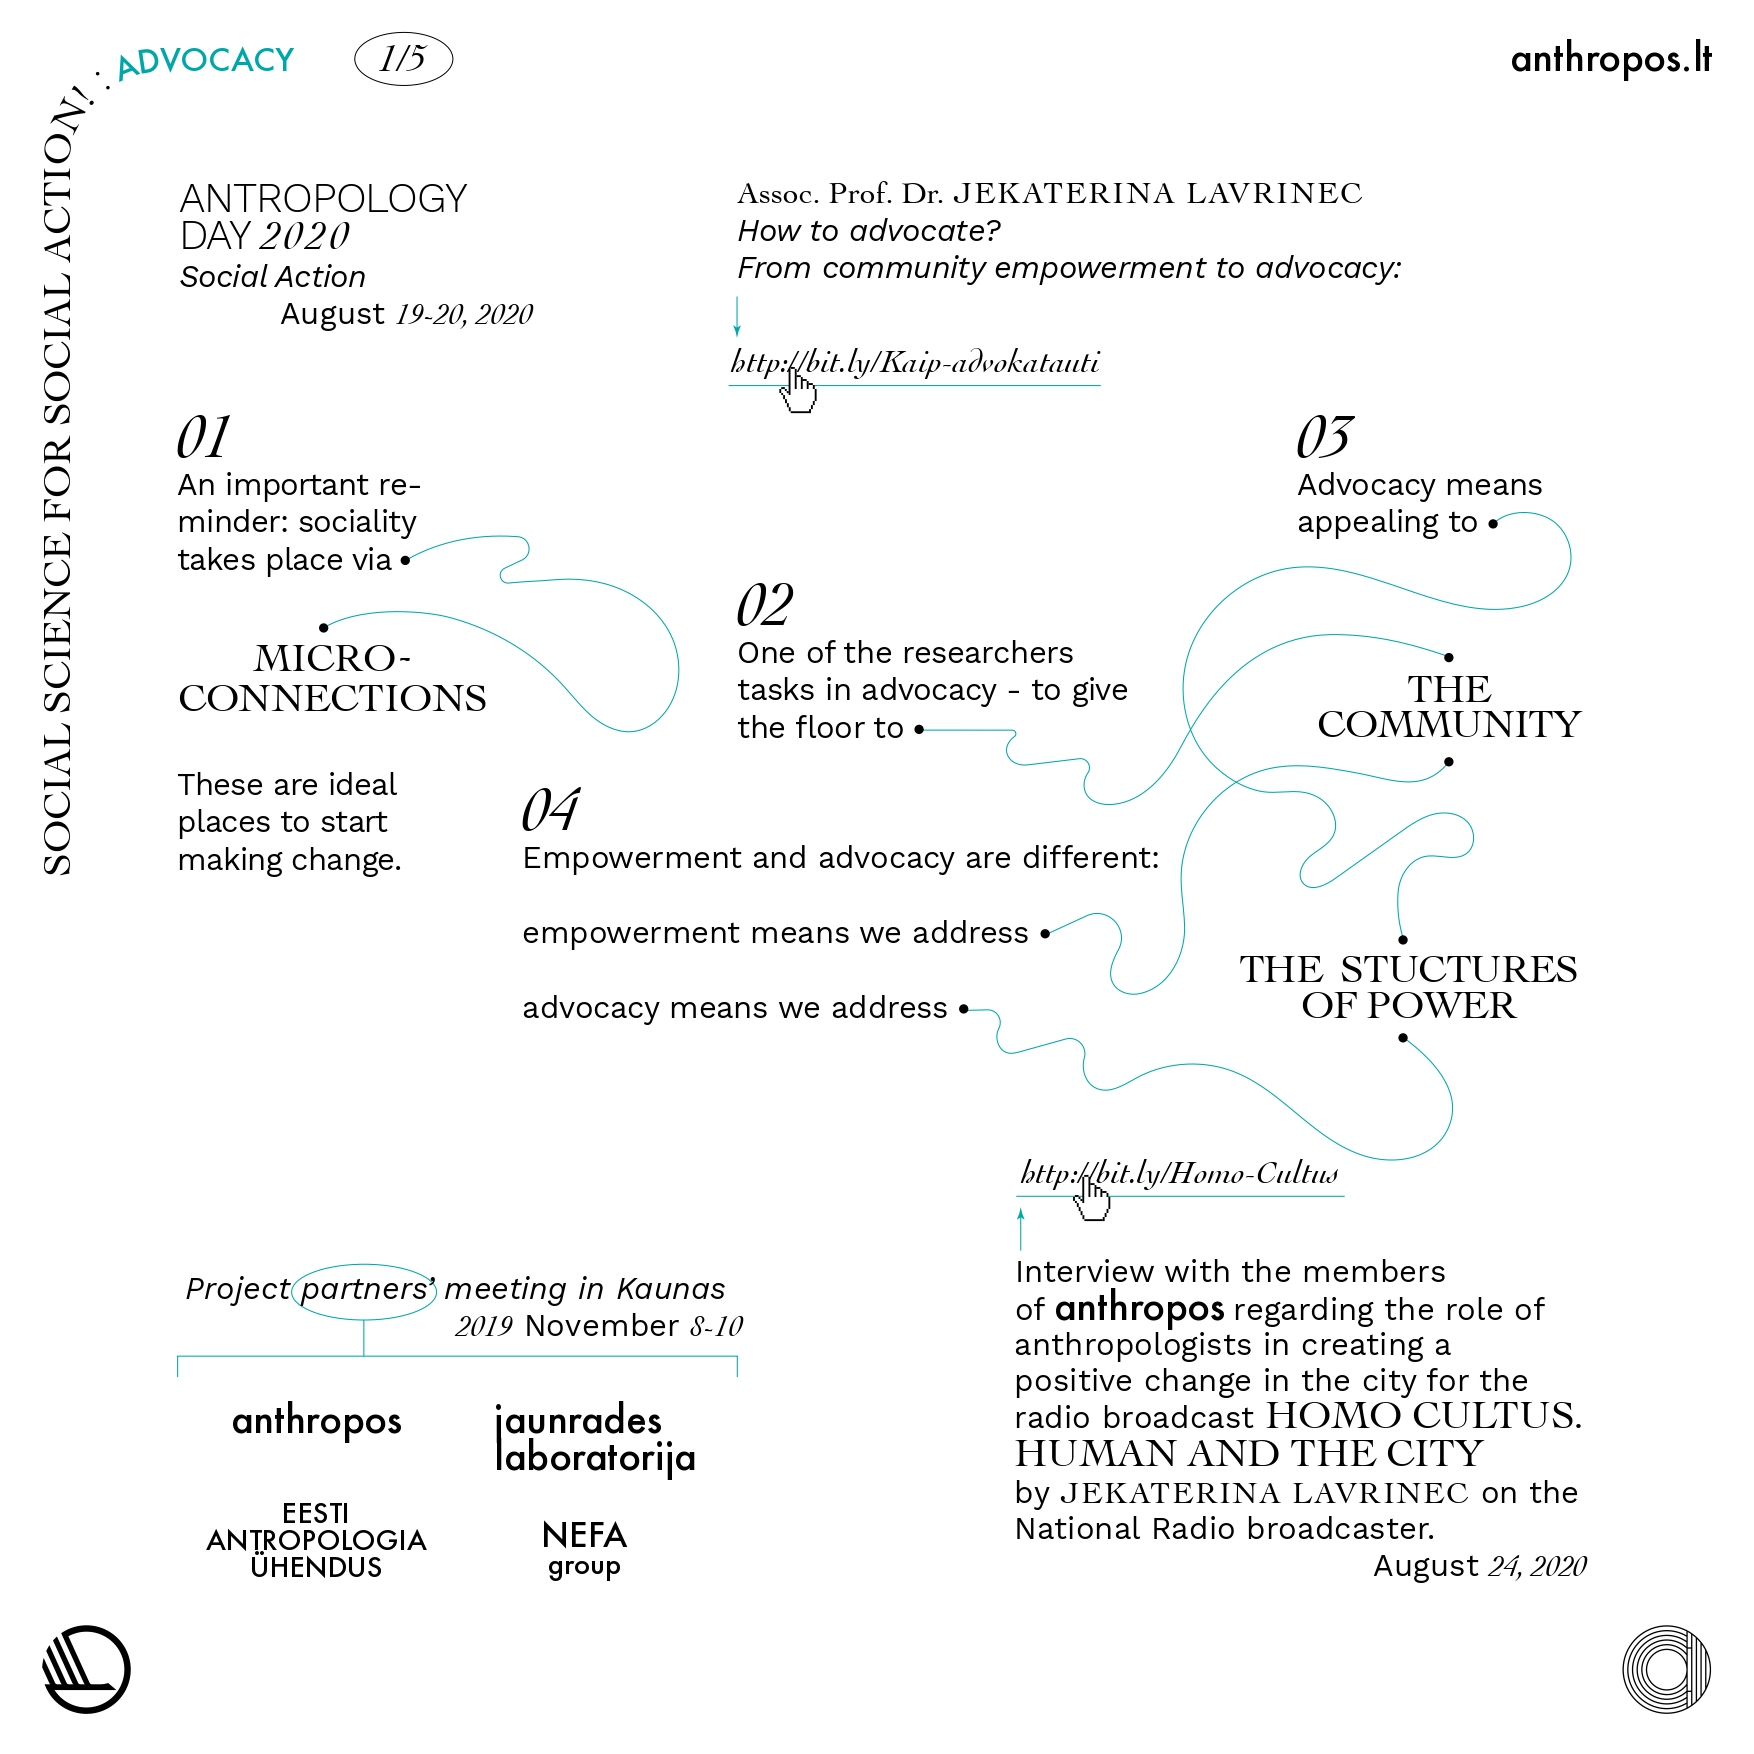 SOCIAL SCIENCE FOR SOCIAL ACTION! : ADVOCACY
1/5
anthropos.lt
ANTROPOLOGY
DAY 2020
Social Action
August 19-20, 2020
Assoc. Prof. Dr. JEKATERINA LAVRINEC
How to advocate?
From community empowerment to advocacy:
http://bit.ly/Kaip-advokatauti
01
An important re-
minder: sociality
takes place via
MICRO-
CONNECTIONS
These are ideal
places to start
making change.
02
One of the researchers
tasks in advocacy - to give
the floor to
03
Advocacy means
appealing to
THE
COMMUNITY
04
Empowerment and advocacy are different:
empowerment means we address
advocacy means we address
THE STUCTURES
OF POWER
http://bit.ly/Homo-Cultus
Interview with the members
of anthropos regarding the role of
anthropologists in creating a
positive change in the city for the
radio broadcast HOMO CULTUS.
HUMAN AND THE CITY
by JEKATERINA LAVRINEC on the
National Radio broadcaster.
August 24, 2020
Project partners' meeting in Kaunas
2019 November 8-10
anthropos
jaunrades
laboratorija
EESTI
ANTROPOLOGIA
ÜHENDUS
NEFA
group